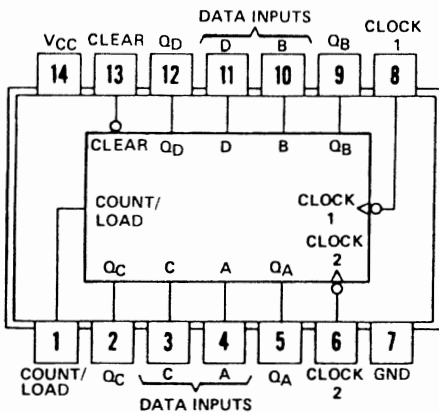 DATA INPUTS
VCC CLEAR QD D B QB CLOCK 1
14 13 12 11 10 9 8
CLEAR QD D B QB
COUNT/
LOAD
CLOCK
1
CLOCK
2
QC C A QA
1 2 3 4 5 6 7
COUNT/
LOAD
QC C A QA CLOCK
2
GND
DATA INPUTS